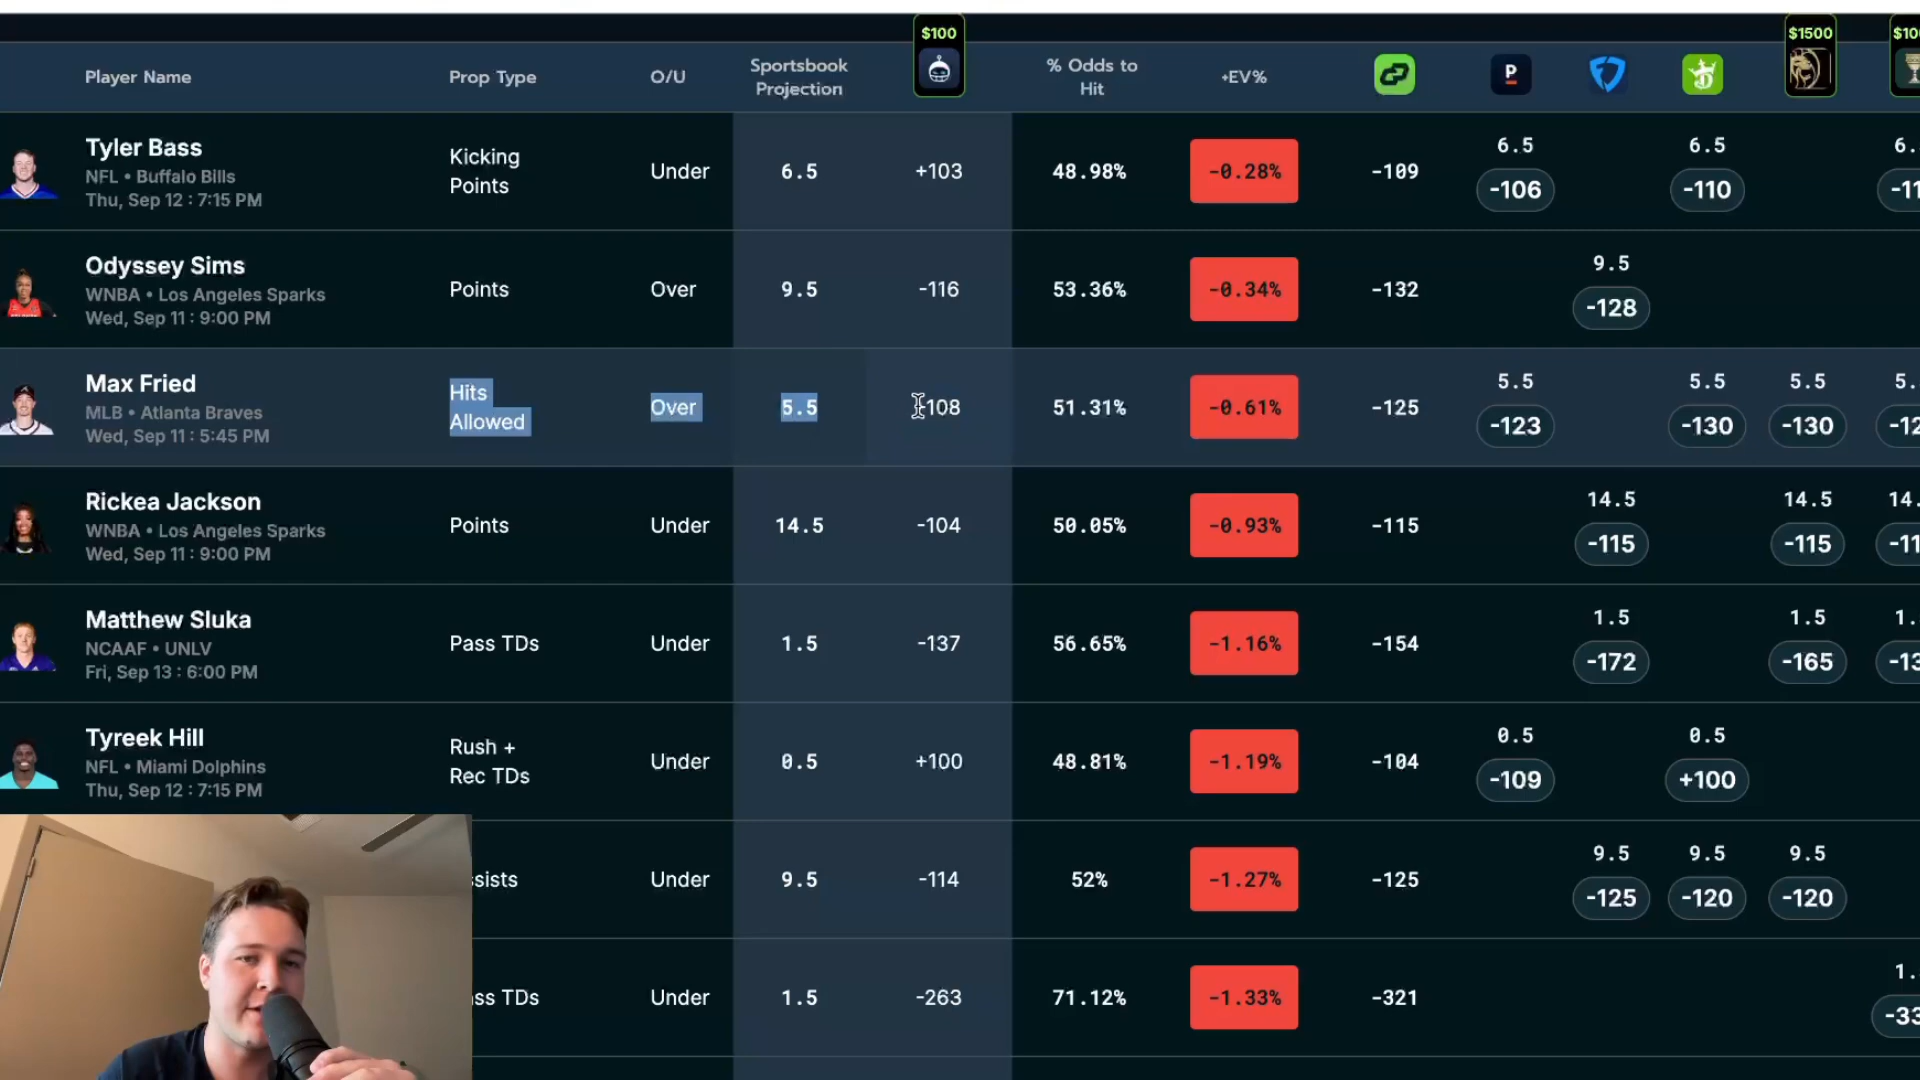 $100
$1500
Player Name
Prop Type
O/U
Sportsbook
Projection
% Odds to
Hit
+EV%
P
Tyler Bass
NFL • Buffalo Bills
Thu, Sep 12 : 7:15 PM
Kicking
Points
Under
6.5
+103
48.98%
-0.28%
-109
6.5
-106
6.5
-110
Odyssey Sims
WNBA • Los Angeles Sparks
Wed, Sep 11 : 9:00 PM
Points
Over
9.5
-116
53.36%
-0.34%
-132
9.5
-128
Max Fried
MLB • Atlanta Braves
Wed, Sep 11 : 5:45 PM
Hits
Allowed
Over
5.5
108
51.31%
-0.61%
-125
5.5
-123
5.5
-130
5.5
-130
Rickea Jackson
WNBA • Los Angeles Sparks
Wed, Sep 11 : 9:00 PM
Points
Under
14.5
-104
50.05%
-0.93%
-115
14.5
-115
14.5
-115
Matthew Sluka
NCAAF • UNLV
Fri, Sep 13 : 6:00 PM
Pass TDs
Under
1.5
-137
56.65%
-1.16%
-154
1.5
-172
1.5
-165
Tyreek Hill
NFL • Miami Dolphins
Thu, Sep 12 : 7:15 PM
Rush +
Rec TDs
Under
0.5
+100
48.81%
-1.19%
-104
0.5
-109
0.5
+100
sists
Under
9.5
-114
52%
-1.27%
-125
9.5
-125
9.5
-120
9.5
-120
ss TDs
Under
1.5
-263
71.12%
-1.33%
-321